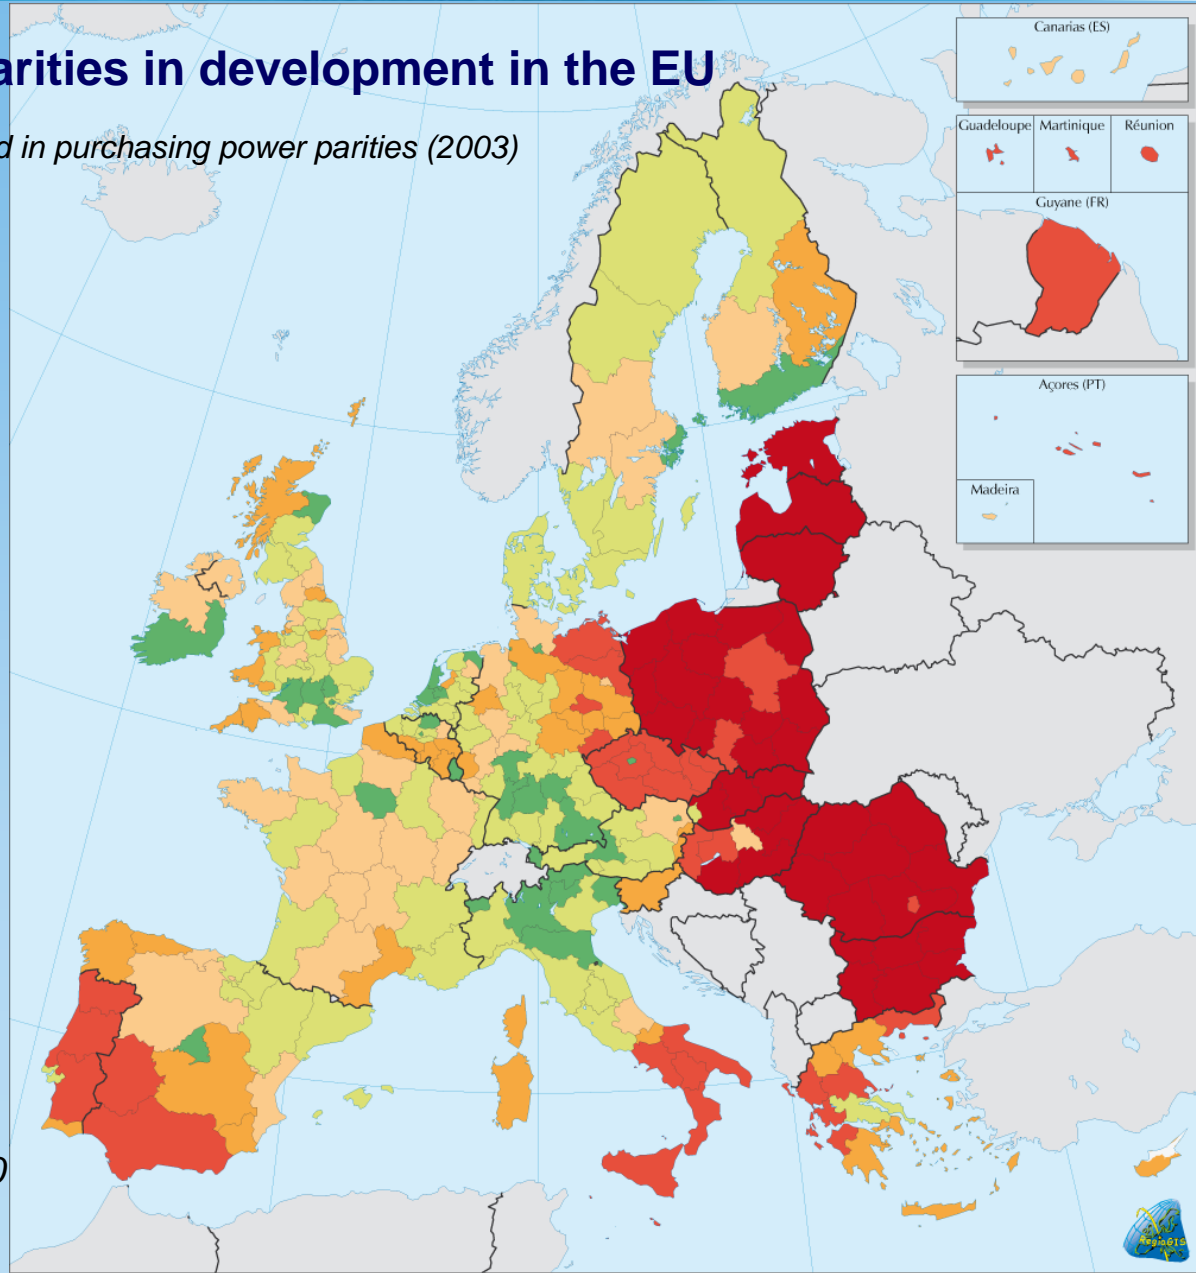 arities in development in the EU
d in purchasing power parities (2003)
Canarias (ES)
Guadeloupe
Martinique
Réunion
Guyane (FR)
Açores (PT)
Madeira
)
RegioGIS